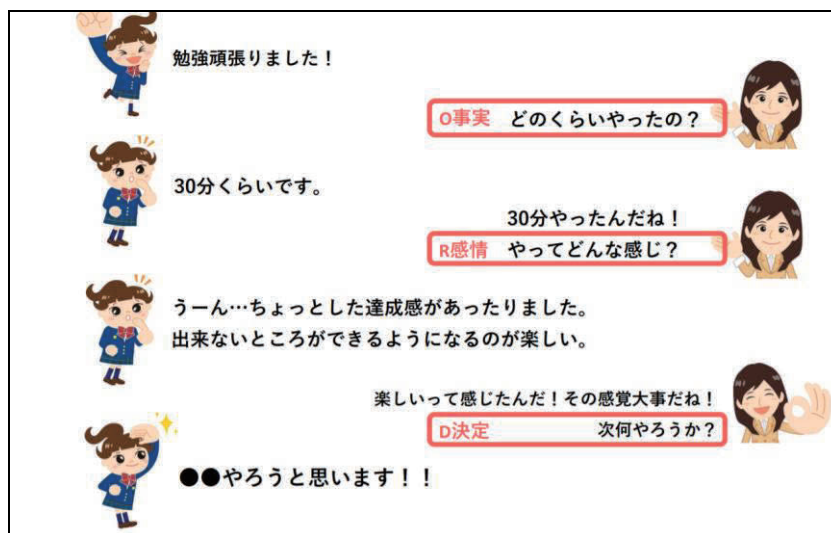 勉強頑張りました！
O事実 どのくらいやったの？
30分くらいです。
30分やったんだね！
R感情 やってどんな感じ？
うーん…ちょっとした達成感があったりました。
出来ないところができるようになるのが楽しい。
楽しいって感じたんだ！その感覚大事だね！
D決定 次何やろうか？
●●やろうと思います！！